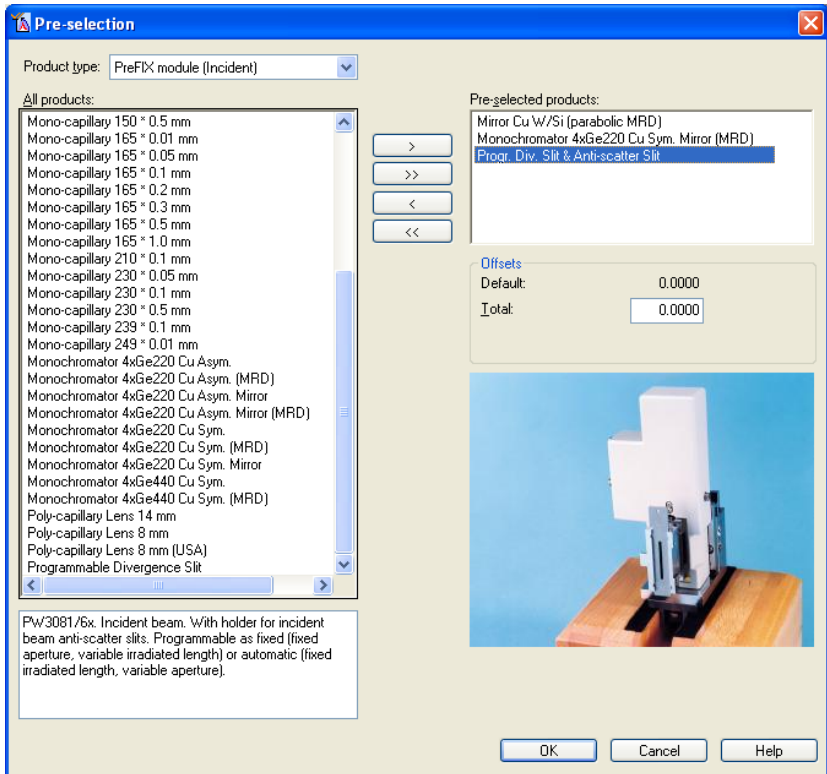 Pre-selection
Product type: PreFIX module (Incident)
All products:
Mono-capillary 150 * 0.5 mm
Mono-capillary 165 * 0.01 mm
Mono-capillary 165 * 0.05 mm
Mono-capillary 165 * 0.1 mm
Mono-capillary 165 * 0.2 mm
Mono-capillary 165 * 0.3 mm
Mono-capillary 165 * 0.5 mm
Mono-capillary 165 * 1.0 mm
Mono-capillary 210 * 0.1 mm
Mono-capillary 230 * 0.05 mm
Mono-capillary 230 * 0.1 mm
Mono-capillary 230 * 0.5 mm
Mono-capillary 239 * 0.1 mm
Mono-capillary 249 * 0.01 mm
Monochromator 4xGe220 Cu Asym.
Monochromator 4xGe220 Cu Asym. (MRD)
Monochromator 4xGe220 Cu Asym. Mirror
Monochromator 4xGe220 Cu Asym. Mirror (MRD)
Monochromator 4xGe220 Cu Sym.
Monochromator 4xGe220 Cu Sym. (MRD)
Monochromator 4xGe220 Cu Sym. Mirror
Monochromator 4xGe440 Cu Sym.
Monochromator 4xGe440 Cu Sym. (MRD)
Poly-capillary Lens 14 mm
Poly-capillary Lens 8 mm
Poly-capillary Lens 8 mm (USA)
Programmable Divergence Slit
PW3081/6x. Incident beam. With holder for incident
beam anti-scatter slits. Programmable as fixed (fixed
aperture, variable irradiated length) or automatic (fixed
irradiated length, variable aperture).
>
>>
<
<<
Pre-selected products:
Mirror Cu W/Si (parabolic MRD)
Monochromator 4xGe220 Cu Sym. Mirror (MRD)
Progr. Div. Slit & Anti-scatter Slit
Offsets
Default: 0.0000
Total: 0.0000
OK Cancel Help